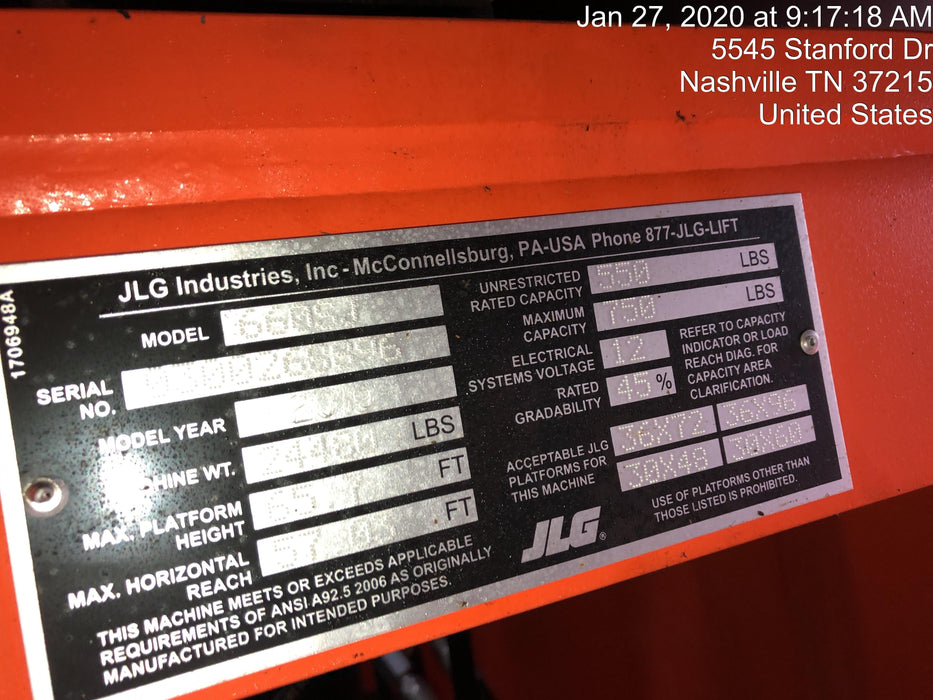 Jan 27, 2020 at 9:17:18 AM
5545 Stanford Dr
Nashville TN 37215
United States
JLG Industries, Inc - McConnellsburg, PA-USA Phone 877-JLG-LIFT
1706948A
MODEL 680SJ
SERIAL
NO.
MODEL YEAR
WT. LBS
MAX. PLATFORM
HEIGHT FT
MAX. HORIZONTAL
REACH FT
UNRESTRICTED
RATED CAPACITY 550 LBS
MAXIMUM
CAPACITY 750 LBS
ELECTRICAL
SYSTEMS VOLTAGE 12
RATED
GRADABILITY 45 %
REFER TO CAPACITY
INDICATOR OR LOAD
REACH DIAG. FOR
CAPACITY AREA
CLARIFICATION.
ACCEPTABLE JLG
PLATFORMS FOR
THIS MACHINE
36X72 36X96
30X48 30X60
USE OF PLATFORMS OTHER THAN
THOSE LISTED IS PROHIBITED.
JLG®
THIS MACHINE MEETS OR EXCEEDS APPLICABLE
REQUIREMENTS OF ANSI A92.5 2006 AS ORIGINALLY
MANUFACTURED FOR INTENDED PURPOSES.